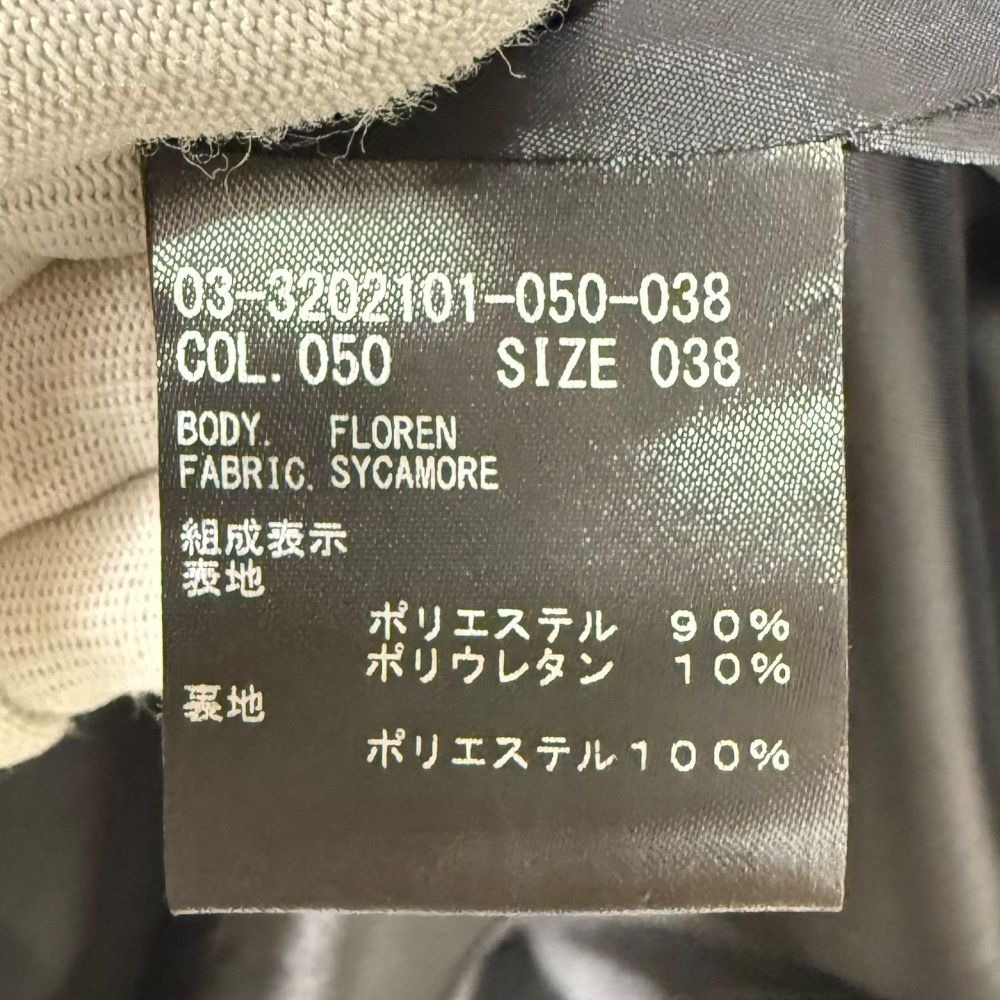 03-3202101-050-038
COL. 050 SIZE 038
BODY. FLOREN
FABRIC. SYCAMORE
組成表示
表地
ポリエステル 90%
ポリウレタン 10%
裏地
ポリエステル100%